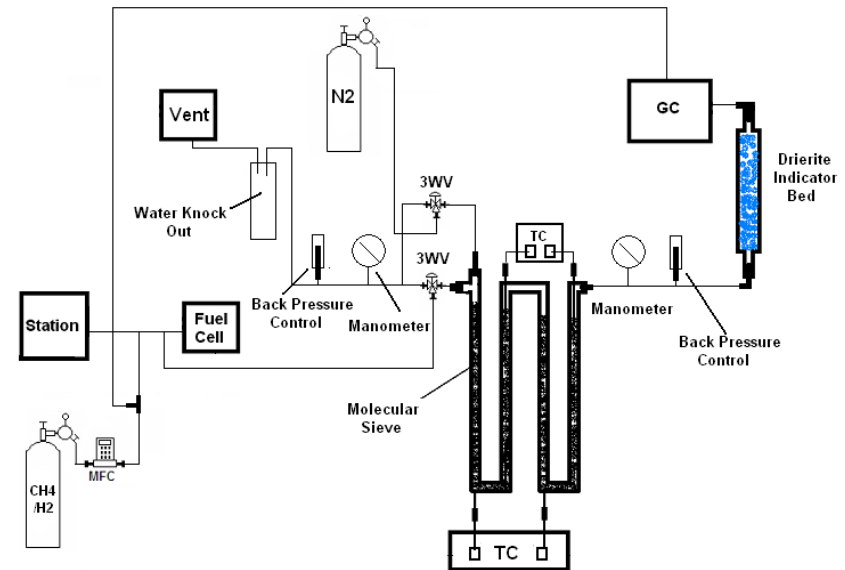 N2
GC
Vent
Drierite
Indicator
Bed
3WV
Water Knock
Out
TC
3WV
Back Pressure
Control
Manometer
Manometer
Station
Fuel
Cell
Back Pressure
Control
Molecular
Sieve
MFC
CH4
/H2
TC